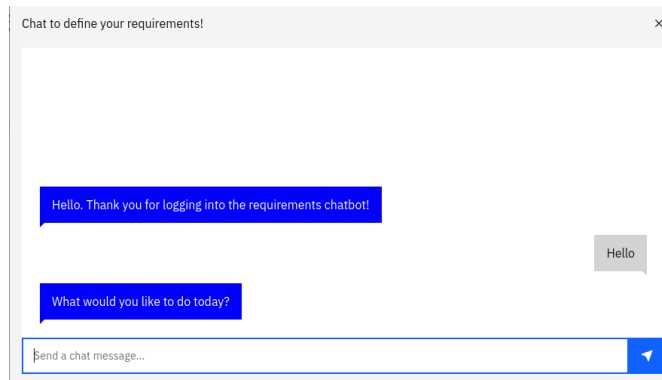 Chat to define your requirements!
Hello. Thank you for logging into the requirements chatbot!
Hello
What would you like to do today?
Send a chat message...